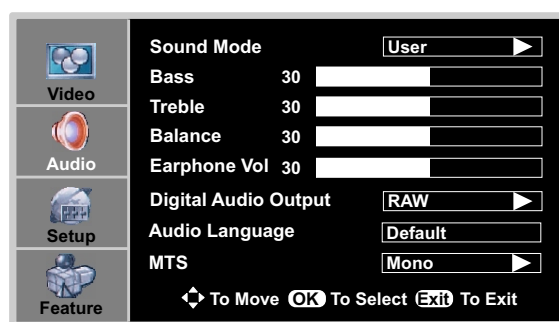 Video
Audio
Setup
Feature
Sound Mode User
Bass 30
Treble 30
Balance 30
Earphone Vol 30
Digital Audio Output RAW
Audio Language Default
MTS Mono
To Move OK To Select Exit To Exit